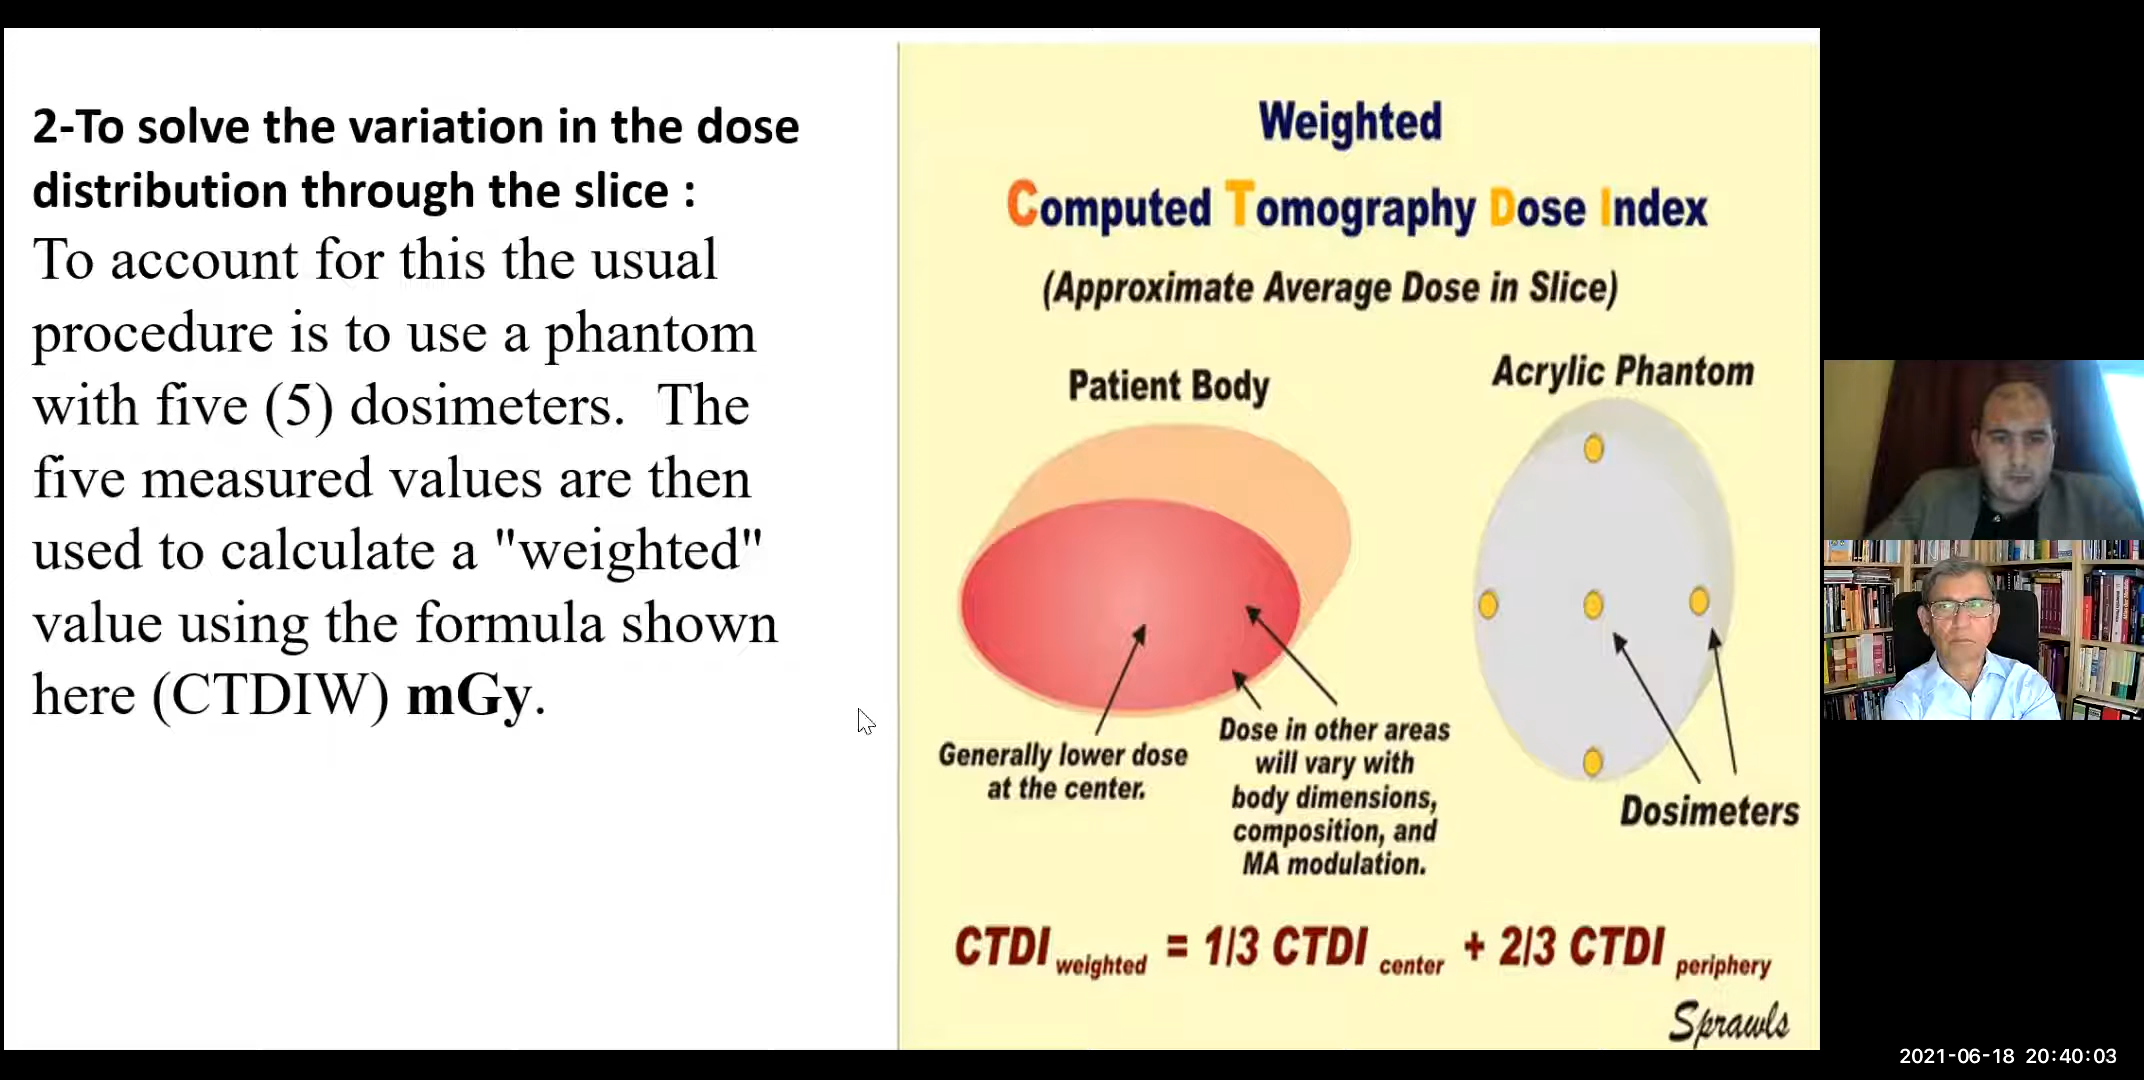 2-To solve the variation in the dose
distribution through the slice :
To account for this the usual
procedure is to use a phantom
with five (5) dosimeters.  The
five measured values are then
used to calculate a "weighted"
value using the formula shown
here (CTDIW) mGy.
Weighted
Computed Tomography Dose Index
(Approximate Average Dose in Slice)
Patient Body
Acrylic Phantom
Generally lower dose
at the center.
Dose in other areas
will vary with
body dimensions,
composition, and
MA modulation.
Dosimeters
CTDI weighted = 1/3 CTDI center + 2/3 CTDI periphery
Sprawls
2021-06-18 20:40:03